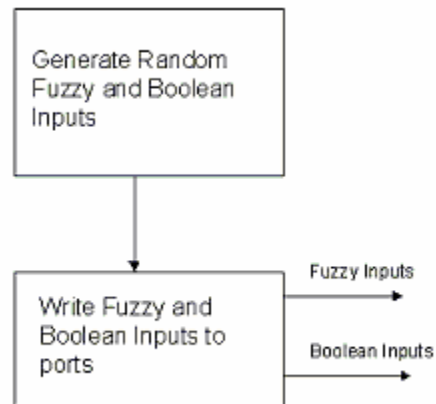 Generate Random
Fuzzy and Boolean
Inputs
Write Fuzzy and
Boolean Inputs to
ports
Fuzzy Inputs
Boolean Inputs